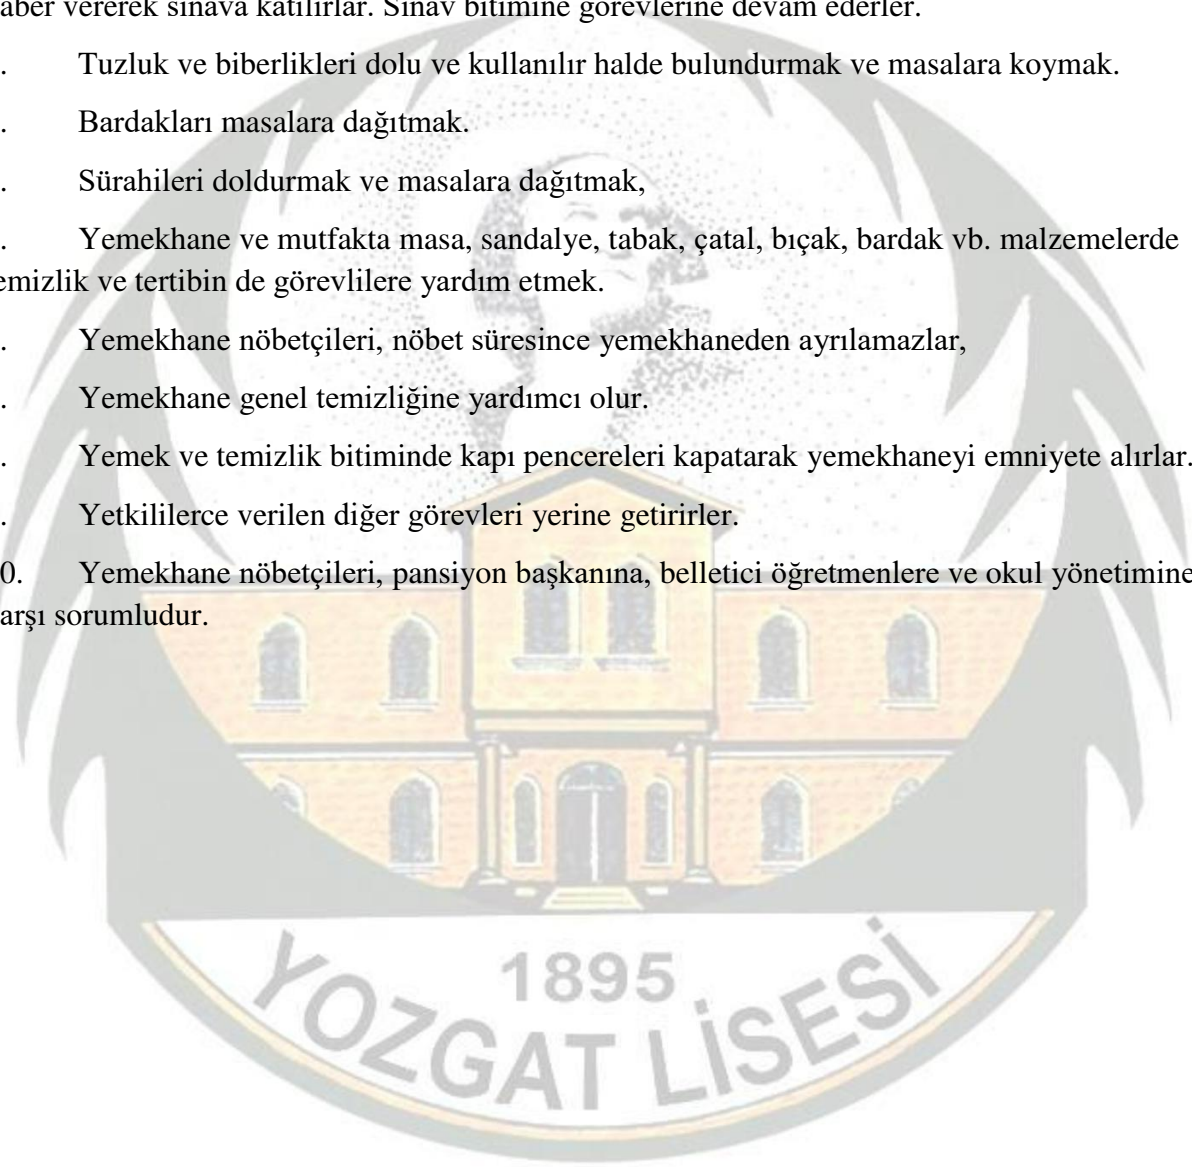 aber vererek sınava katılırlar. Sınav bitimine görevlerine devam ederler.
. Tuzluk ve biberlikleri dolu ve kullanılır halde bulundurmak ve masalara koymak.
. Bardakları masalara dağıtmak.
. Sürahileri doldurmak ve masalara dağıtmak,
. Yemekhane ve mutfakta masa, sandalye, tabak, çatal, bıçak, bardak vb. malzemelerde
emizlik ve tertibin de görevlilere yardım etmek.
. Yemekhane nöbetçileri, nöbet süresince yemekhaneden ayrılamazlar,
. Yemekhane genel temizliğine yardımcı olur.
. Yemek ve temizlik bitiminde kapı pencereleri kapatarak yemekhaneyi emniyete alırlar.
. Yetkililerce verilen diğer görevleri yerine getirirler.
0. Yemekhane nöbetçileri, pansiyon başkanına, belletici öğretmenlere ve okul yönetimine
arşı sorumludur.
1895
YOZGAT LİSESİ